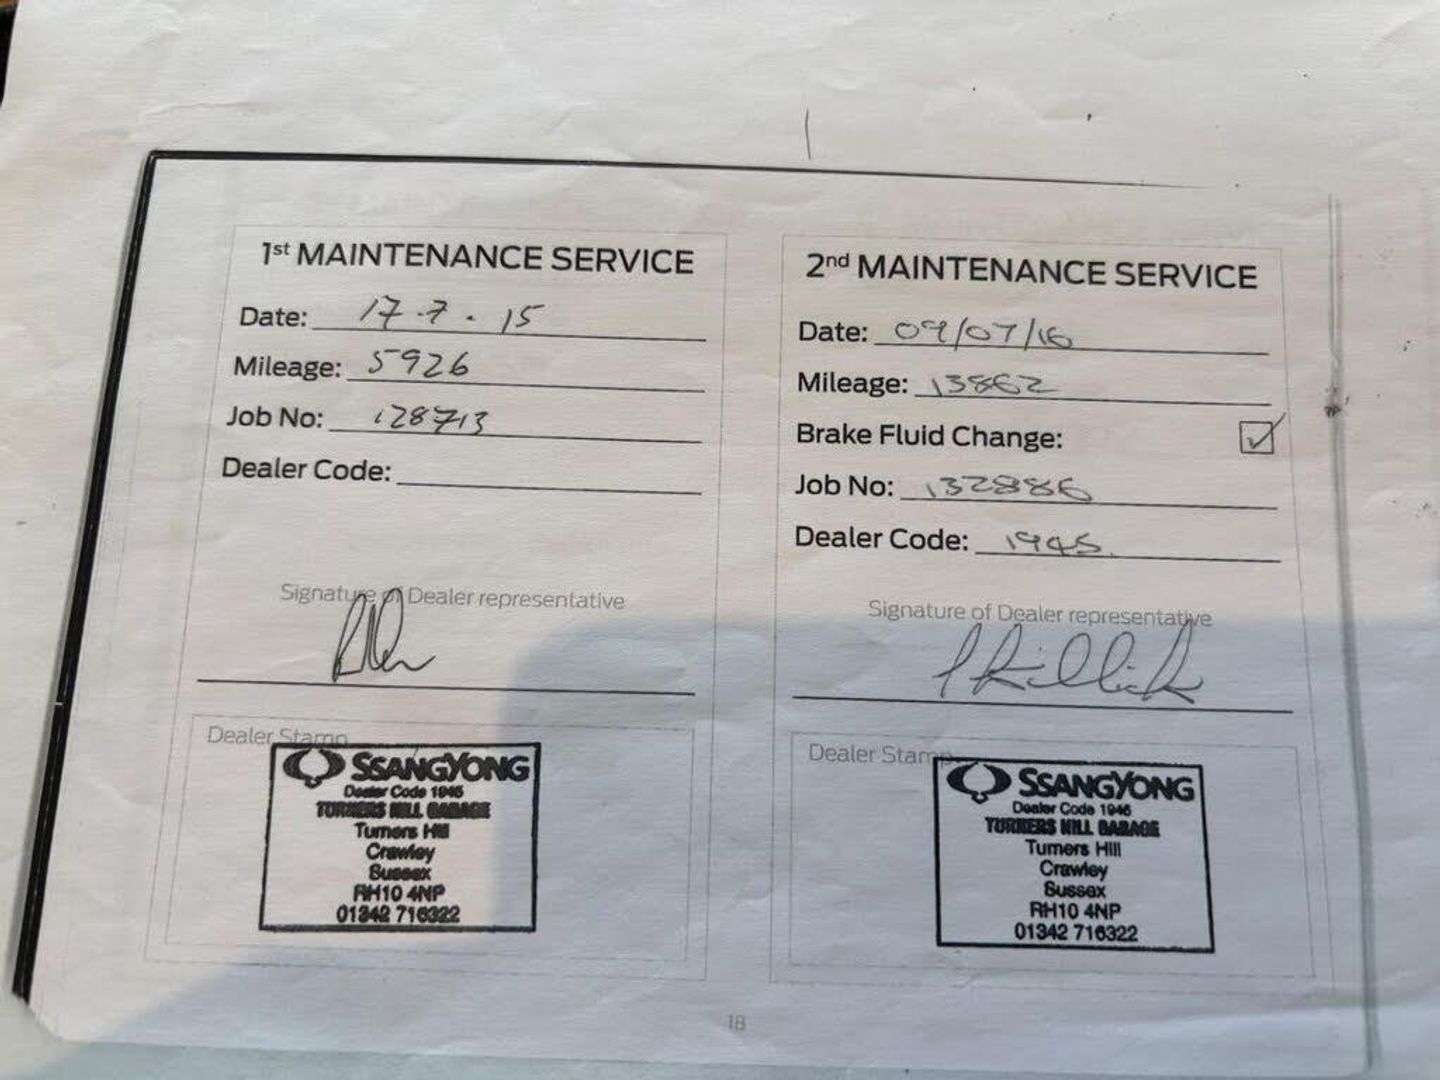 1st MAINTENANCE SERVICE
Date: 17.7.15
Mileage: 5926
Job No: 128713
Dealer Code:
Signature of Dealer representative
Dealer Stamp
SSANGYONG
Dealer Code 1945
TURNERS HILL GARAGE
Turners Hill
Crawley
Sussex
RH10 4NP
01342 716322
2nd MAINTENANCE SERVICE
Date: 09/07/16
Mileage: 13862
Brake Fluid Change: ✓
Job No: 132886
Dealer Code: 1945
Signature of Dealer representative
Dealer Stamp
SSANGYONG
Dealer Code 1945
TURNERS HILL GARAGE
Turners Hill
Crawley
Sussex
RH10 4NP
01342 716322
18